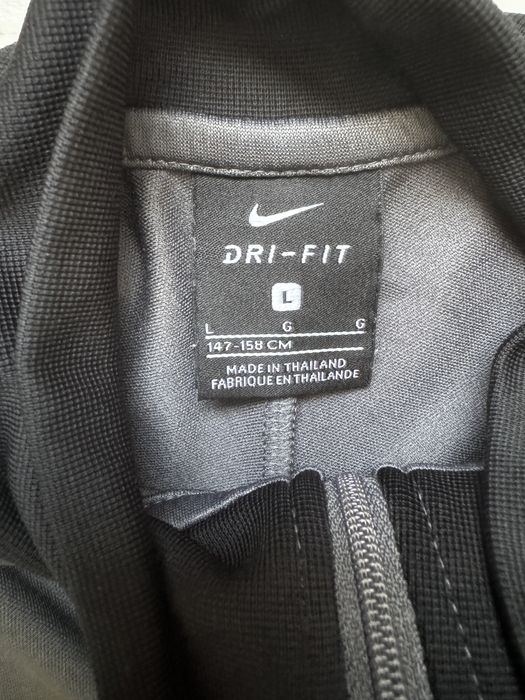 DRI-FIT
L
L G G
147-158 CM
MADE IN THAILAND
FABRIQUE EN THAILANDE